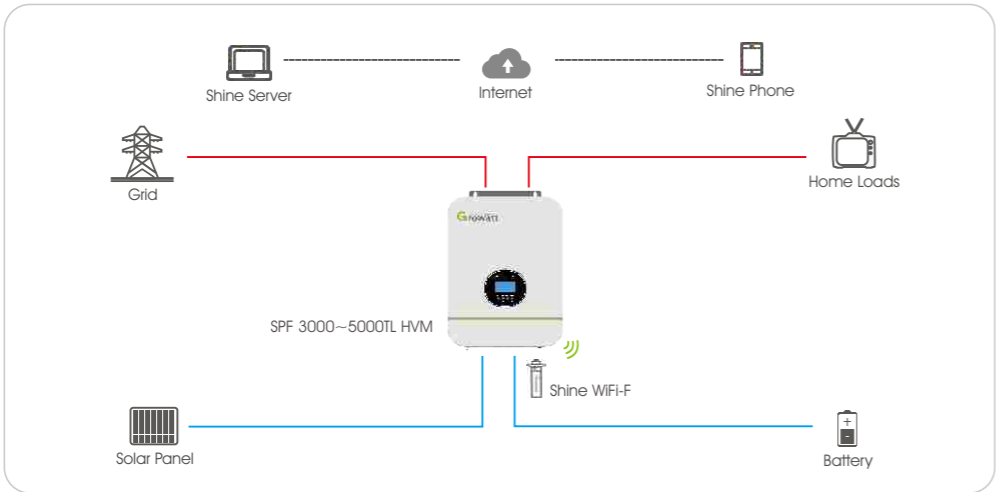 Shine Server
Internet
Shine Phone
Grid
Home Loads
Growatt
SPF 3000~5000TL HVM
Shine WiFi-F
Solar Panel
Battery